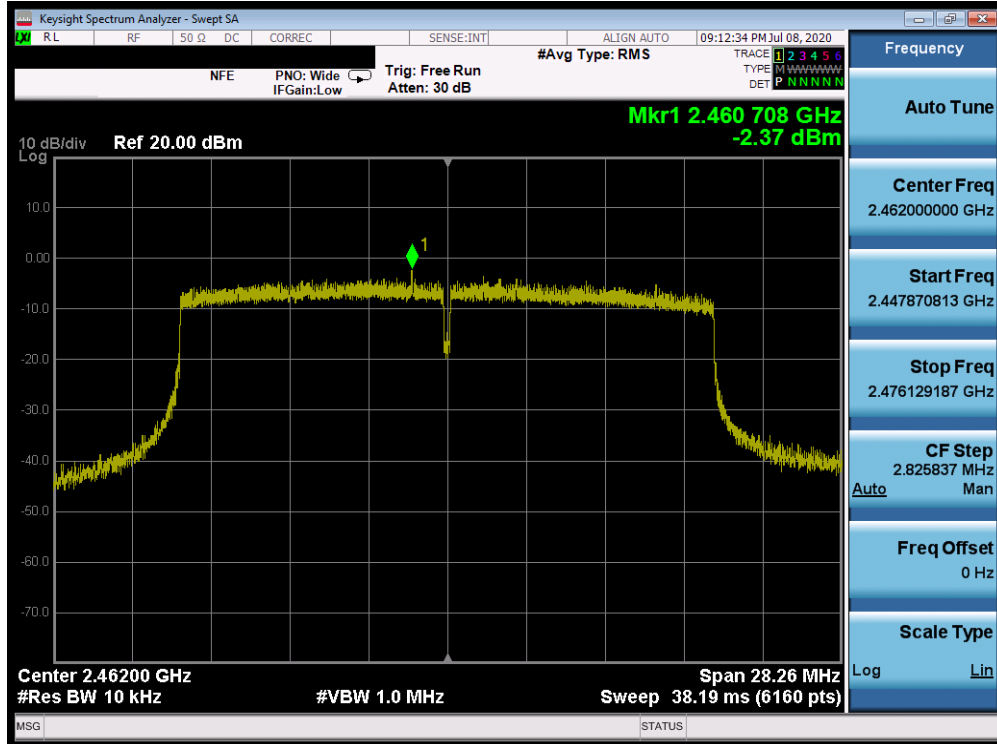 Keysight Spectrum Analyzer - Swept SA
LXI RL RF 50 Ω DC CORREC SENSE:INT ALIGN AUTO 09:12:34 PM Jul 08, 2020
#Avg Type: RMS TRACE 1 2 3 4 5 6
NFE PNO: Wide Trig: Free Run TYPE M W W W W W
IFGain:Low Atten: 30 dB DET P N N N N N
Mkr1 2.460 708 GHz
10 dB/div Ref 20.00 dBm -2.37 dBm
Log
10.0
0.00
1
-10.0
-20.0
-30.0
-40.0
-50.0
-60.0
-70.0
Center 2.46200 GHz Span 28.26 MHz
#Res BW 10 kHz #VBW 1.0 MHz Sweep 38.19 ms (6160 pts)
MSG STATUS
Frequency
Auto Tune
Center Freq
2.462000000 GHz
Start Freq
2.447870813 GHz
Stop Freq
2.476129187 GHz
CF Step
2.825837 MHz
Auto Man
Freq Offset
0 Hz
Scale Type
Log Lin